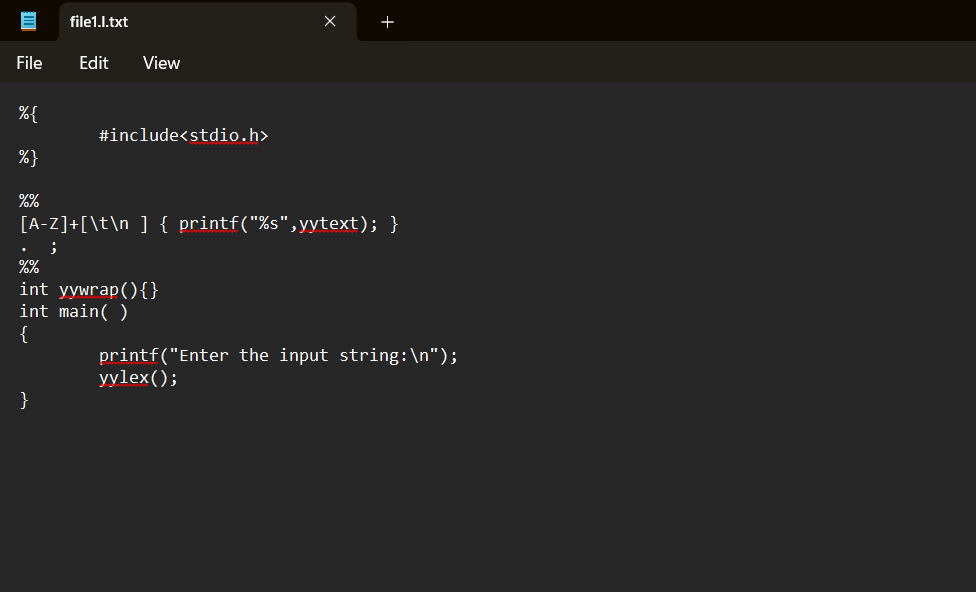 file1.l.txt
File Edit View
%{
#include<stdio.h>
%}
%%
[A-Z]+[\t\n ] { printf("%s",yytext); }
. ;
%%
int yywrap(){}
int main( )
{
printf("Enter the input string:\n");
yylex();
}